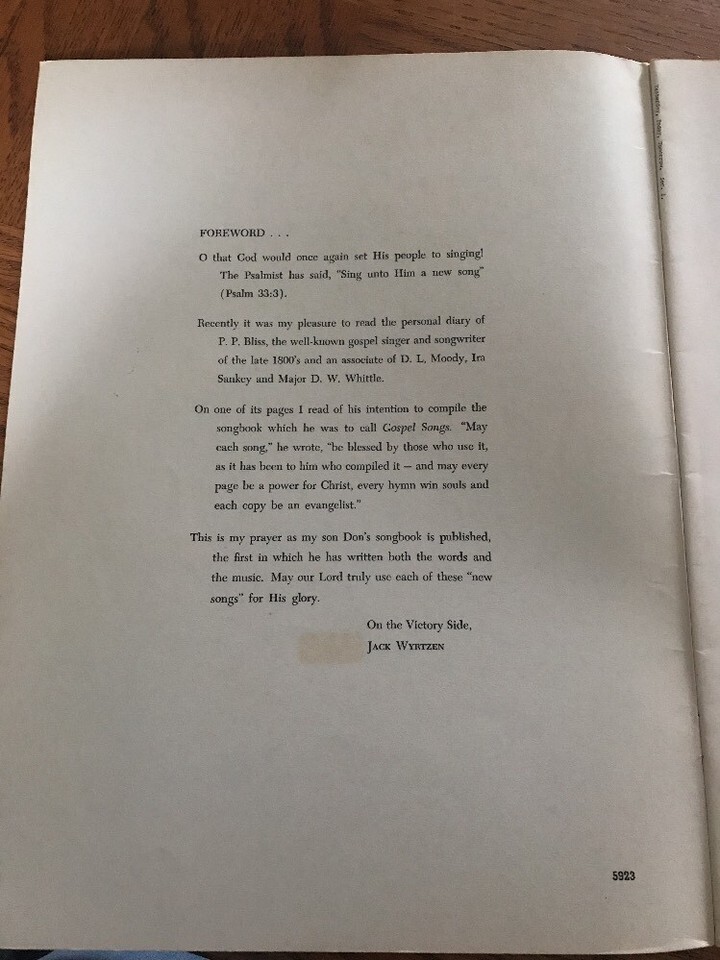 FOREWORD . . .
O that God would once again set His people to singing!
The Psalmist has said, "Sing unto Him a new song"
(Psalm 33:3).
Recently it was my pleasure to read the personal diary of
P. P. Bliss, the well-known gospel singer and songwriter
of the late 1800's and an associate of D. L. Moody, Ira
Sankey and Major D. W. Whittle.
On one of its pages I read of his intention to compile the
songbook which he was to call Gospel Songs. "May
each song," he wrote, "be blessed by those who use it,
as it has been to him who compiled it — and may every
page be a power for Christ, every hymn win souls and
each copy be an evangelist."
This is my prayer as my son Don's songbook is published,
the first in which he has written both the words and
the music. May our Lord truly use each of these "new
songs" for His glory.
On the Victory Side,
JACK WYRTZEN
5923
Yesterday, Today, Tomorrow.